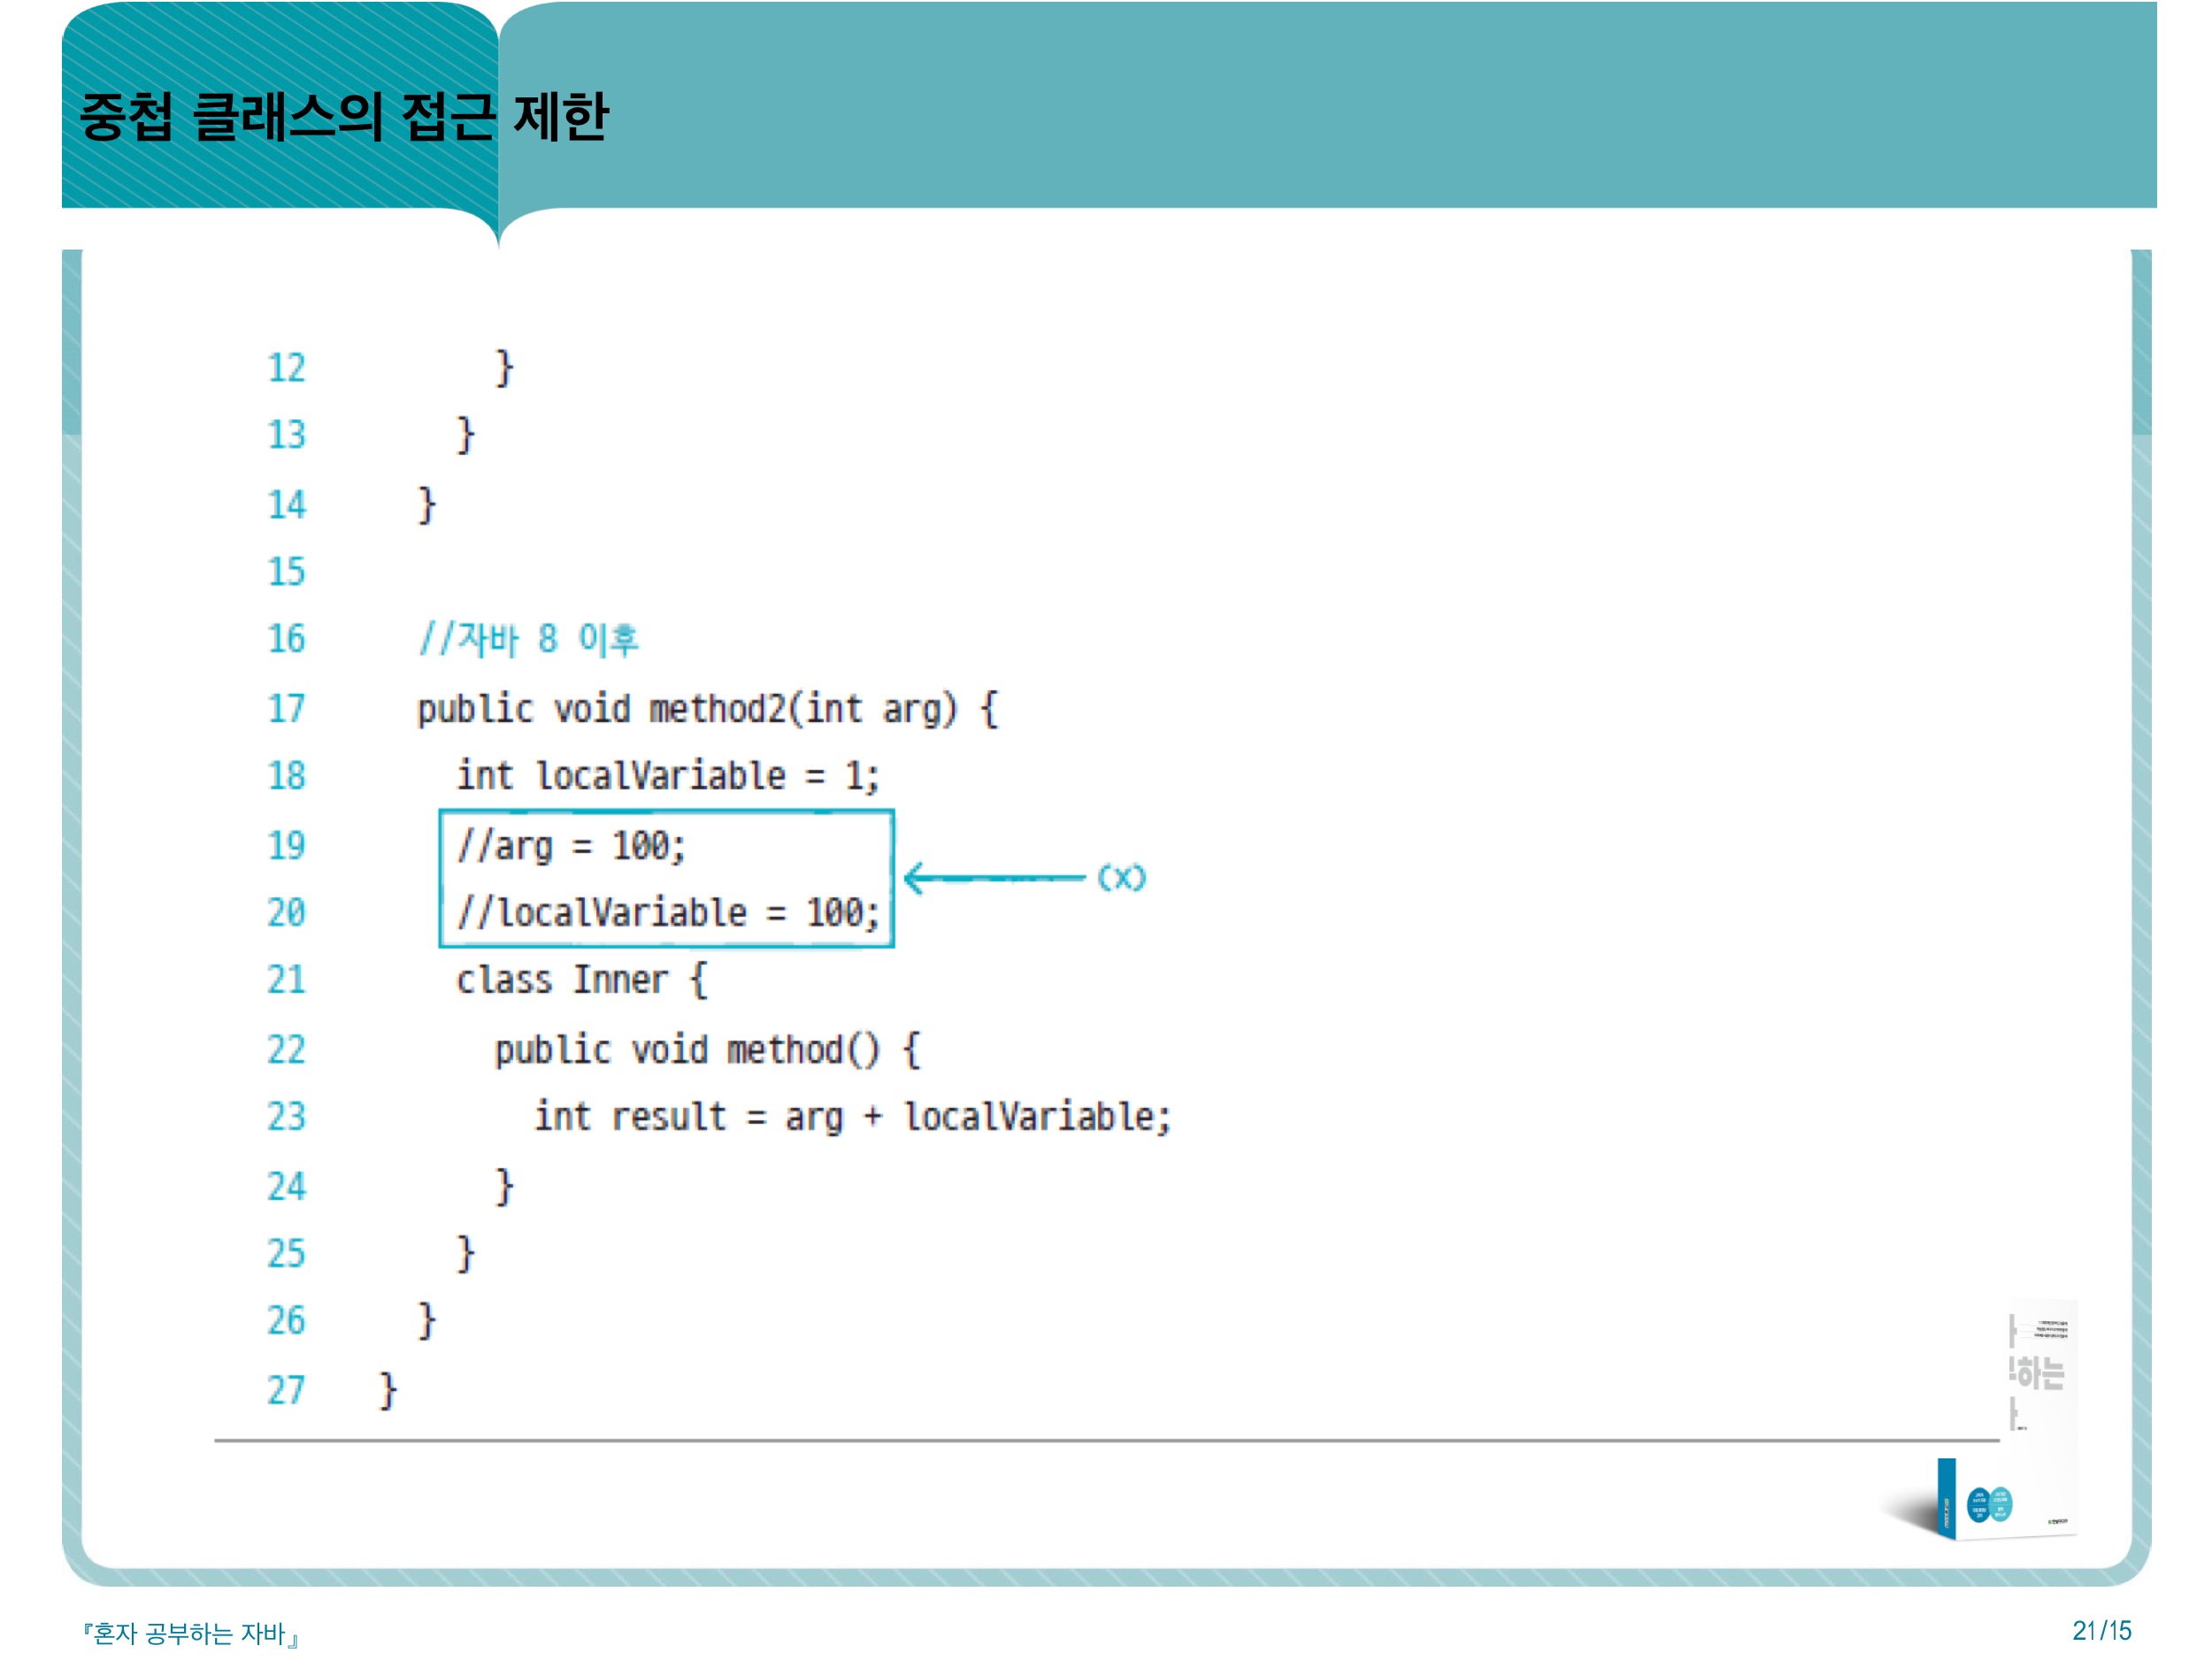 중첩 클래스의 접근 제한
12 }
13 }
14 }
15
16 //자바 8 이후
17 public void method2(int arg) {
18 int localVariable = 1;
19 //arg = 100;
(x)
20 //localVariable = 100;
21 class Inner {
22 public void method() {
23 int result = arg + localVariable;
24 }
25 }
26 }
27 }
하는
『혼자 공부하는 자바』
21/15